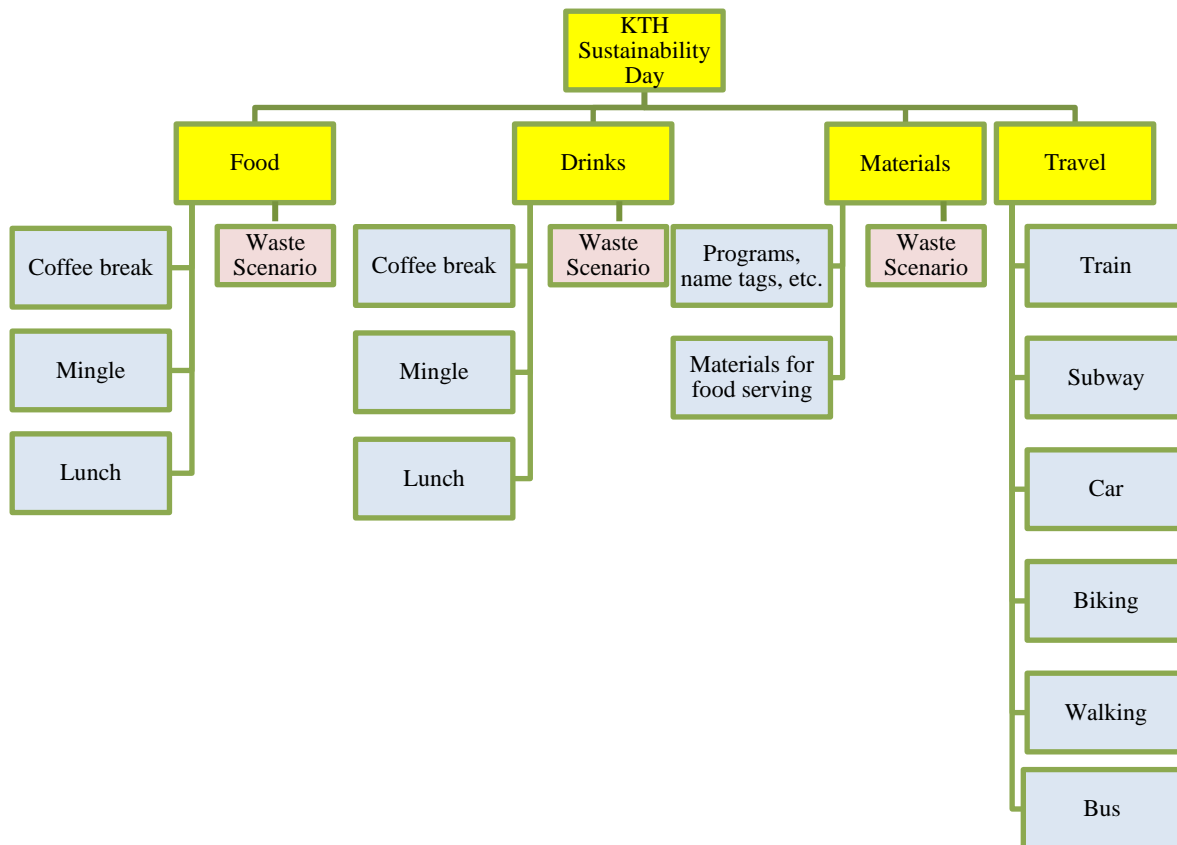 KTH
Sustainability
Day
Food
Drinks
Materials
Travel
Coffee break
Mingle
Lunch
Waste
Scenario
Coffee break
Mingle
Lunch
Waste
Scenario
Programs,
name tags, etc.
Materials for
food serving
Waste
Scenario
Train
Subway
Car
Biking
Walking
Bus